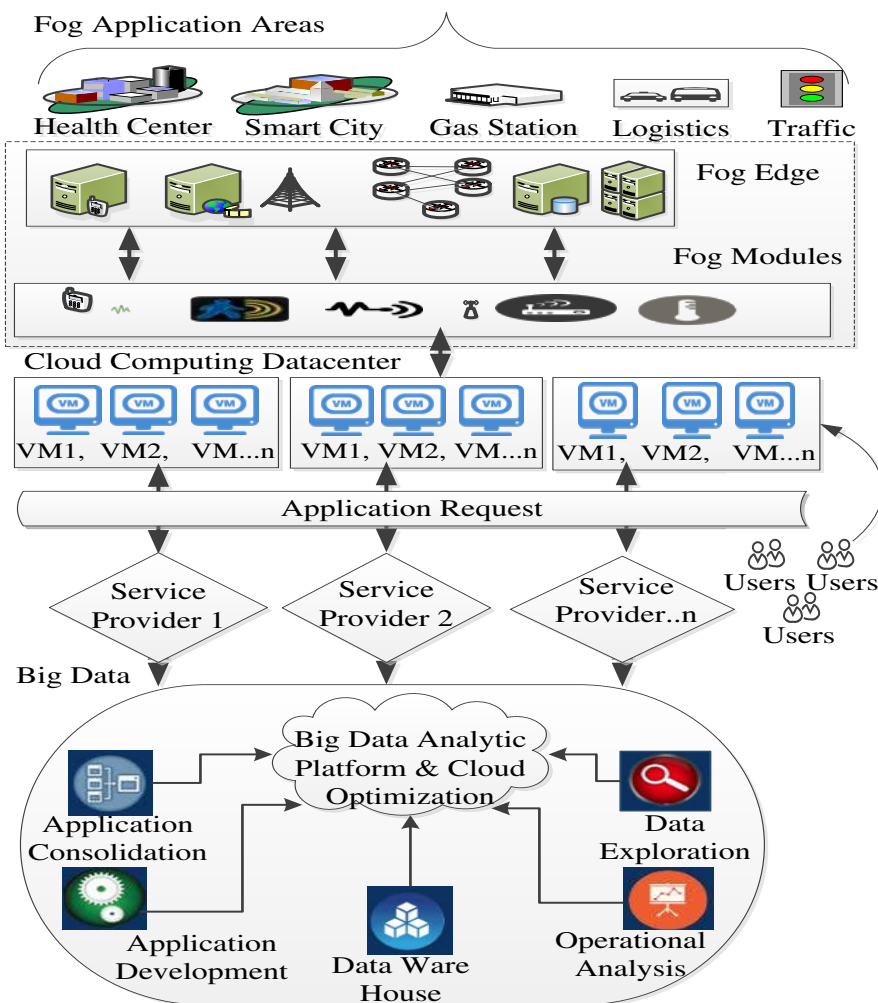 Fog Application Areas
Health Center
Smart City
Gas Station
Logistics
Traffic
Fog Edge
Fog Modules
Cloud Computing Datacenter
VM VM VM
VM1, VM2, VM...n
VM VM VM
VM1, VM2, VM...n
VM VM VM
VM1, VM2, VM...n
Application Request
Service
Provider 1
Service
Provider 2
Service
Provider..n
Users
Users
Users
Big Data
Big Data Analytic
Platform & Cloud
Optimization
Application
Consolidation
Data
Exploration
Application
Development
Data Ware
House
Operational
Analysis